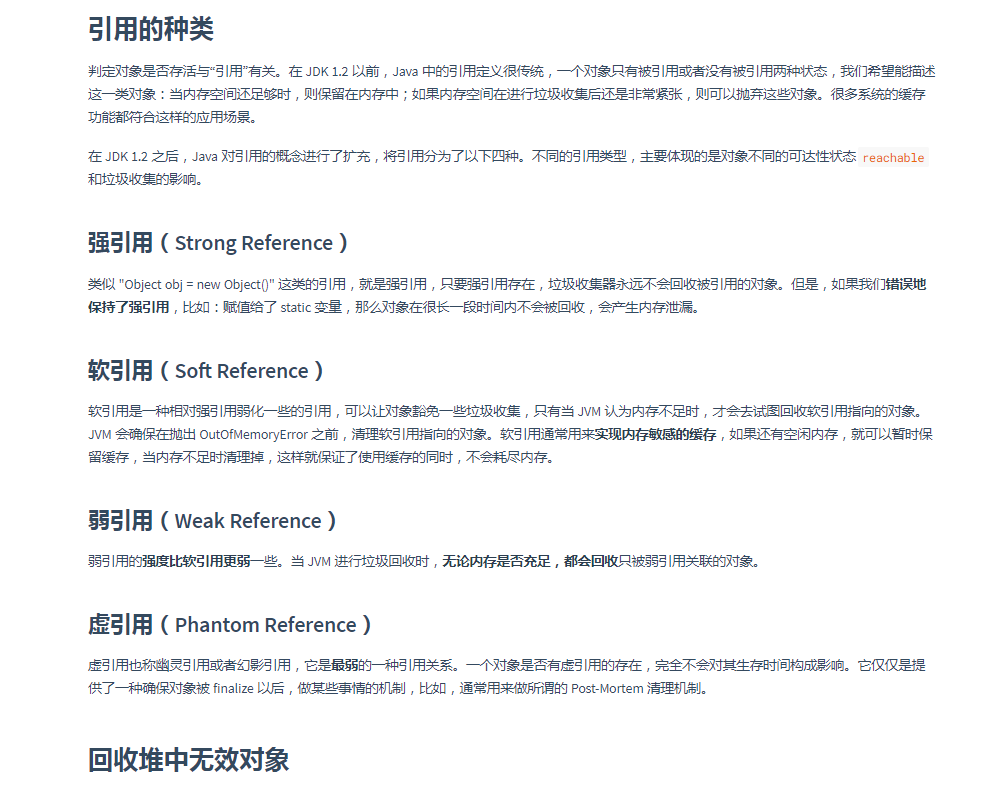 引用的种类
判定对象是否存活与“引用”有关。在 JDK 1.2 以前，Java 中的引用定义很传统，一个对象只有被引用或者没有被引用两种状态，我们希望能描述
这一类对象：当内存空间还足够时，则保留在内存中；如果内存空间在进行垃圾收集后还是非常紧张，则可以抛弃这些对象。很多系统的缓存
功能都符合这样的应用场景。
在 JDK 1.2 之后，Java 对引用的概念进行了扩充，将引用分为了以下四种。不同的引用类型，主要体现的是对象不同的可达性状态 reachable
和垃圾收集的影响。
强引用（Strong Reference）
类似 "Object obj = new Object()" 这类的引用，就是强引用，只要强引用存在，垃圾收集器永远不会回收被引用的对象。但是，如果我们错误地
保持了强引用，比如：赋值给了 static 变量，那么对象在很长一段时间内不会被回收，会产生内存泄漏。
软引用（Soft Reference）
软引用是一种相对强引用弱化一些的引用，可以让对象豁免一些垃圾收集，只有当 JVM 认为内存不足时，才会去试图回收软引用指向的对象。
JVM 会确保在抛出 OutOfMemoryError 之前，清理软引用指向的对象。软引用通常用来实现内存敏感的缓存，如果还有空闲内存，就可以暂时保
留缓存，当内存不足时清理掉，这样就保证了使用缓存的同时，不会耗尽内存。
弱引用（Weak Reference）
弱引用的强度比软引用更弱一些。当 JVM 进行垃圾回收时，无论内存是否充足，都会回收只被弱引用关联的对象。
虚引用（Phantom Reference）
虚引用也称幽灵引用或者幻影引用，它是最弱的一种引用关系。一个对象是否有虚引用的存在，完全不会对其生存时间构成影响。它仅仅是提
供了一种确保对象被 finalize 以后，做某些事情的机制，比如，通常用来做所谓的 Post-Mortem 清理机制。
回收堆中无效对象